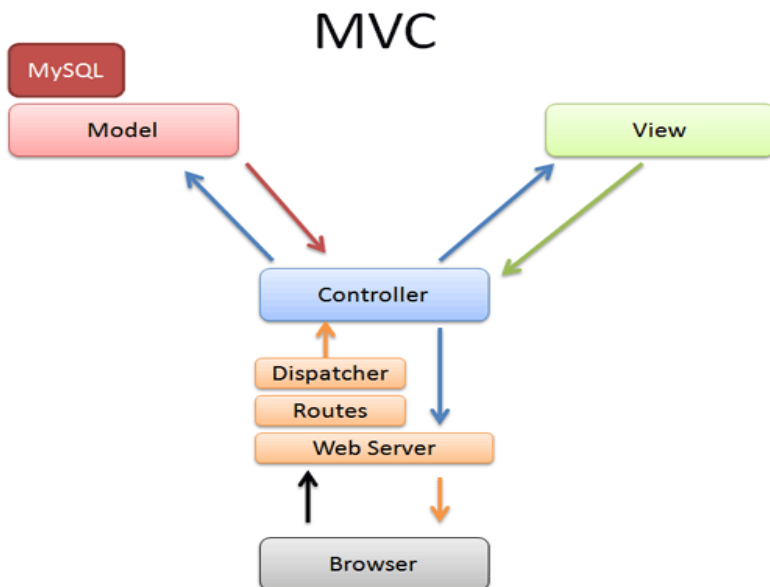 MVC
MySQL
Model
View
Controller
Dispatcher
Routes
Web Server
Browser